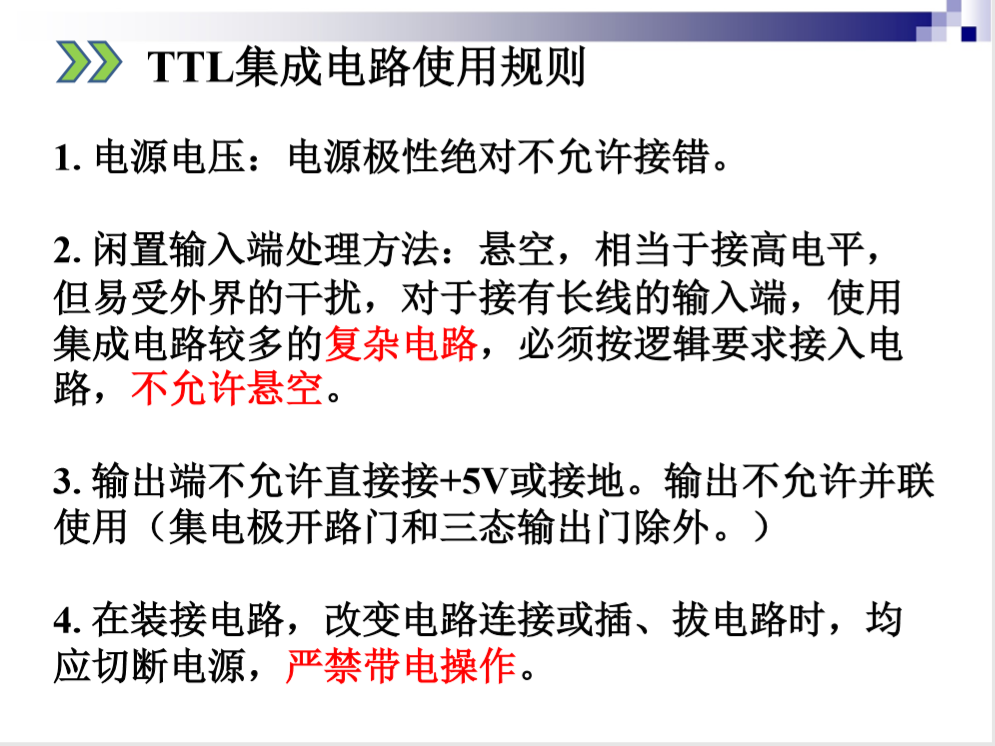 TTL集成电路使用规则
1. 电源电压：电源极性绝对不允许接错。
2. 闲置输入端处理方法：悬空，相当于接高电平，
但易受外界的干扰，对于接有长线的输入端，使用
集成电路较多的复杂电路，必须按逻辑要求接入电
路，不允许悬空。
3. 输出端不允许直接接+5V或接地。输出不允许并联
使用（集电极开路门和三态输出门除外。）
4. 在装接电路，改变电路连接或插、拔电路时，均
应切断电源，严禁带电操作。